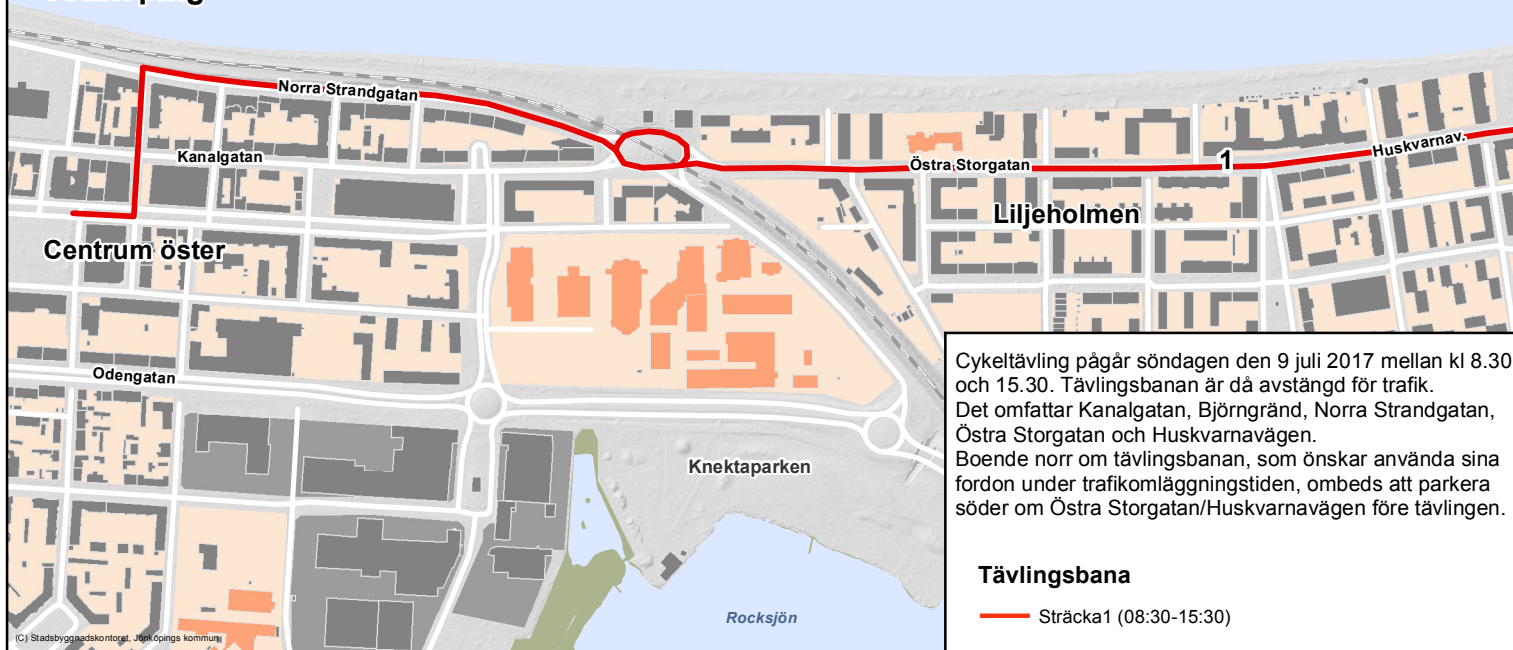 Norra Strandgatan
Kanalgatan
Östra Storgatan
1
Huskvarnav.
Liljeholmen
Centrum öster
Odengatan
Knektaparken
Rocksjön
(C) Stadsbyggnadskontoret, Jönköpings kommun
Cykeltävling pågår söndagen den 9 juli 2017 mellan kl 8.30
och 15.30. Tävlingsbanan är då avstängd för trafik.
Det omfattar Kanalgatan, Björngränd, Norra Strandgatan,
Östra Storgatan och Huskvarnavägen.
Boende norr om tävlingsbanan, som önskar använda sina
fordon under trafikomläggningstiden, ombeds att parkera
söder om Östra Storgatan/Huskvarnavägen före tävlingen.
Tävlingsbana
Sträcka1 (08:30-15:30)